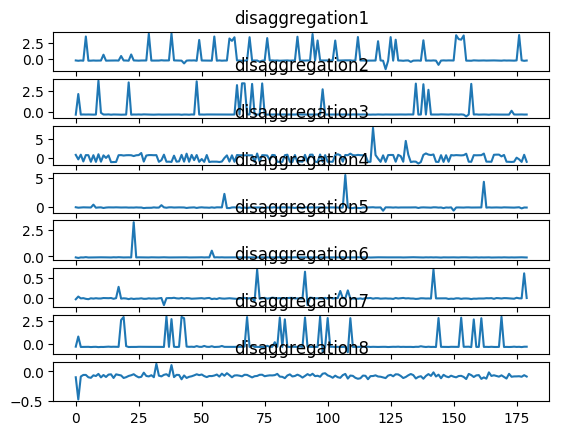 disaggregation1
2.5
0.0
disaggregation2
2.5
0.0
disaggregation3
5
0
disaggregation4
5
0
disaggregation5
2.5
0.0
disaggregation6
0.5
0.0
disaggregation7
2.5
0.0
disaggregation8
0.0
−0.5
0 25 50 75 100 125 150 175